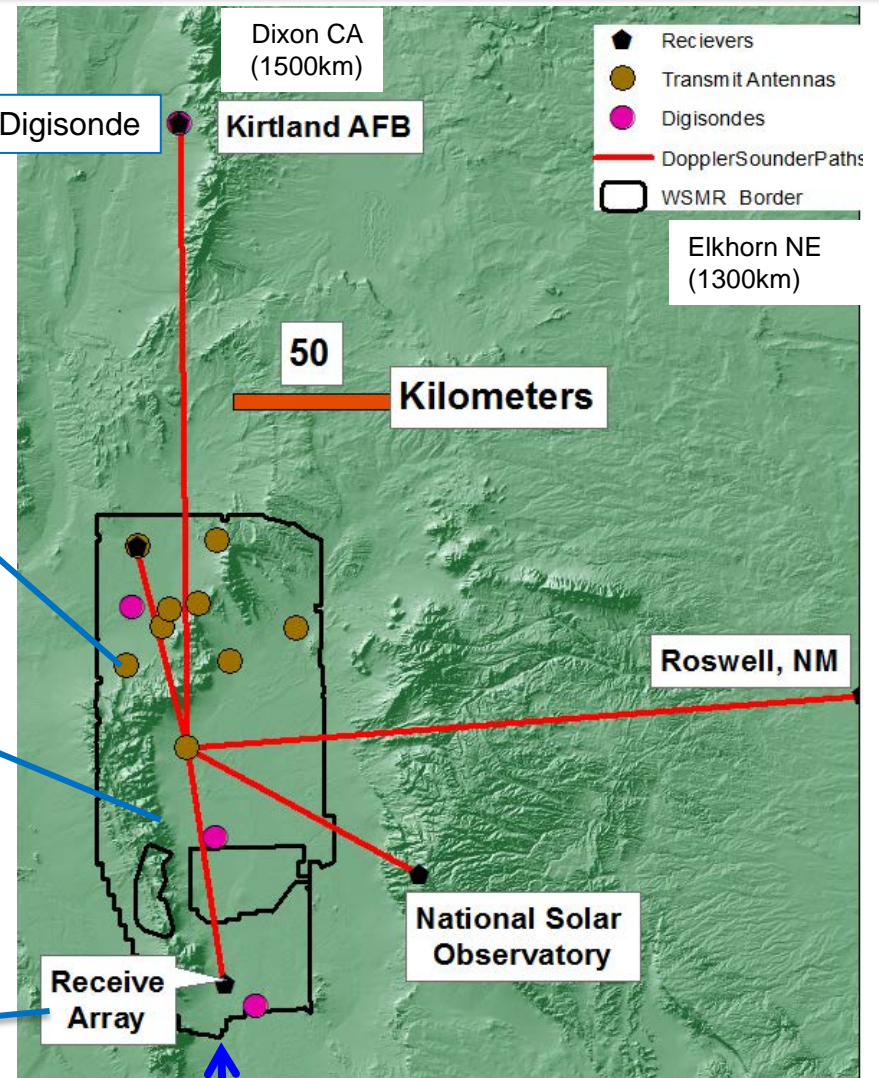 Dixon CA
(1500km)
Recievers
Transmit Antennas
Digisondes
DopplerSounderPaths
WSMR Border
Digisonde
Kirtland AFB
Elkhorn NE
(1300km)
50
Kilometers
Roswell, NM
National Solar
Observatory
Receive
Array